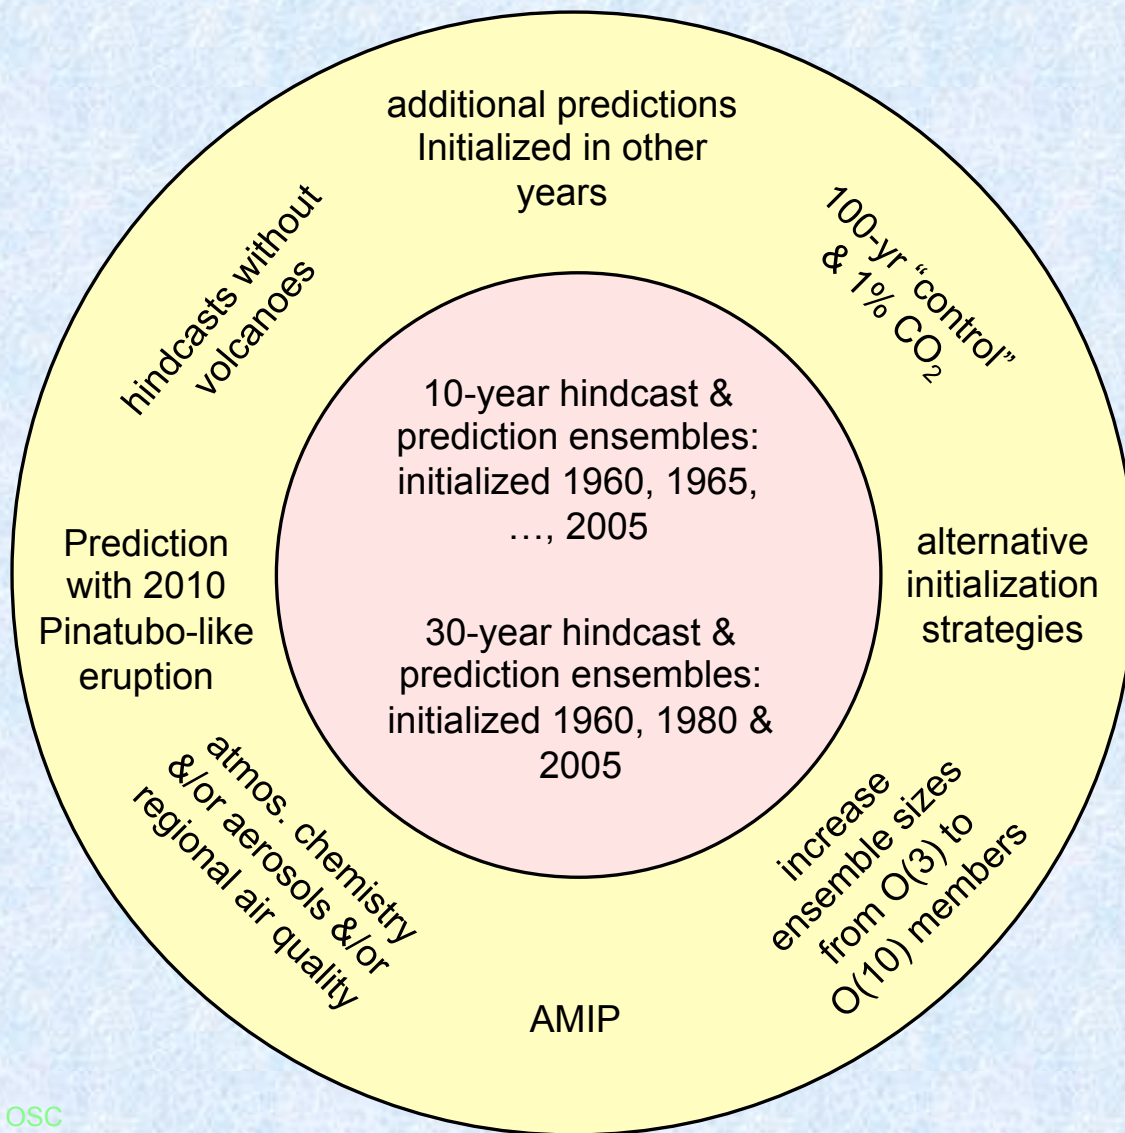 additional predictions
Initialized in other
years
hindcasts without
volcanoes
100-yr “control”
& 1% CO₂
10-year hindcast &
prediction ensembles:
initialized 1960, 1965,
…, 2005
30-year hindcast &
prediction ensembles:
initialized 1960, 1980 &
2005
Prediction
with 2010
Pinatubo-like
eruption
alternative
initialization
strategies
atmos. chemistry
&/or aerosols &/or
regional air quality
increase
ensemble sizes
from O(3) to
O(10) members
AMIP
OSC